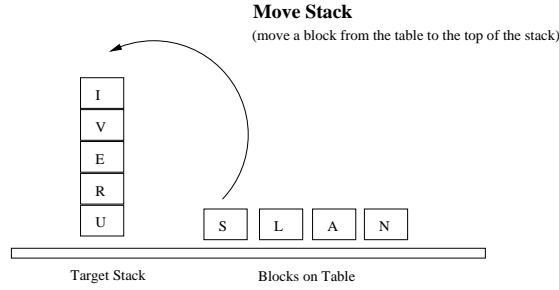 Move Stack
(move a block from the table to the top of the stack)
I
V
E
R
U
S L A N
Target Stack Blocks on Table